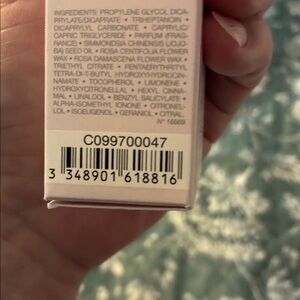 INGREDIENTS: PROPYLENE GLYCOL DICA-
PRYLATE/DICAPRATE • TRIHEPTANOIN •
DICAPRYLYL CARBONATE • CAPRYLIC/
CAPRIC TRIGLYCERIDE • PARFUM (FRAG-
RANCE) • SIMMONDSIA CHINENSIS (JOJO-
BA) SEED OIL • ROSA CENTIFOLIA FLOWER
WAX • ROSA DAMASCENA FLOWER WAX •
TRIETHYL CITRATE • PENTAERYTHRITYL
TETRA-DI-T-BUTYL HYDROXYHYDROCIN-
NAMATE • TOCOPHEROL • LIMONENE •
HYDROXYCITRONELLAL • HEXYL CINNA-
MAL • LINALOOL • BENZYL SALICYLATE •
ALPHA-ISOMETHYL IONONE • CITRONEL-
LOL • ISOEUGENOL • GERANIOL • CITRAL.
N° 16669/
C099700047
3 348901 618816